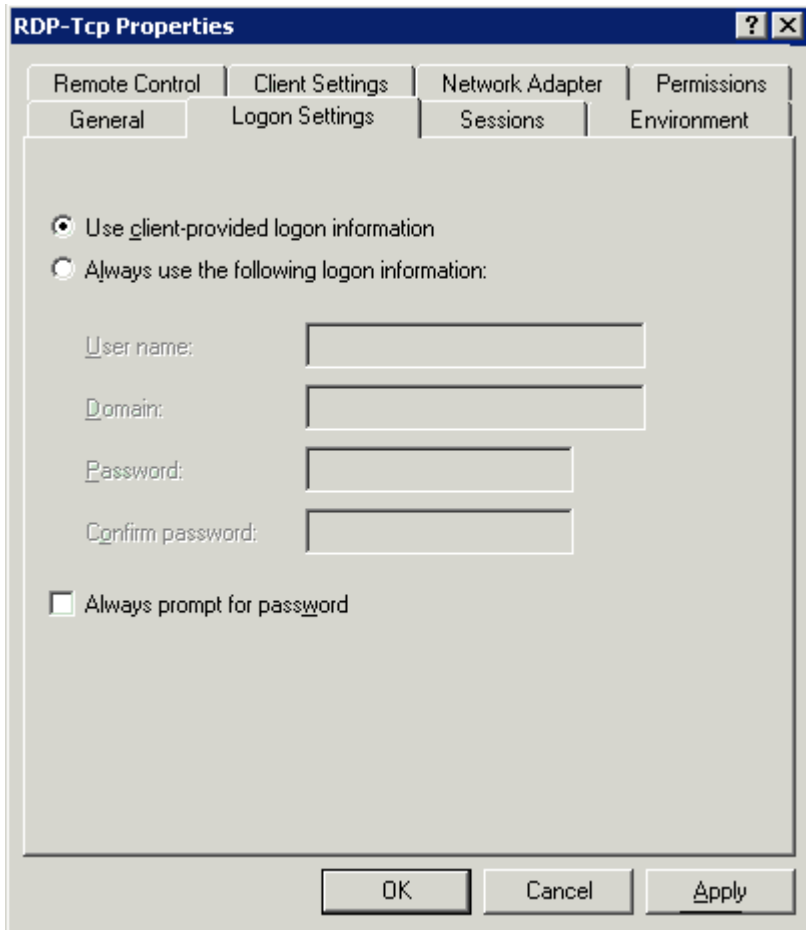 RDP-Tcp Properties
Remote Control Client Settings Network Adapter Permissions
General Logon Settings Sessions Environment
Use client-provided logon information
Always use the following logon information:
User name:
Domain:
Password:
Confirm password:
Always prompt for password
OK Cancel Apply